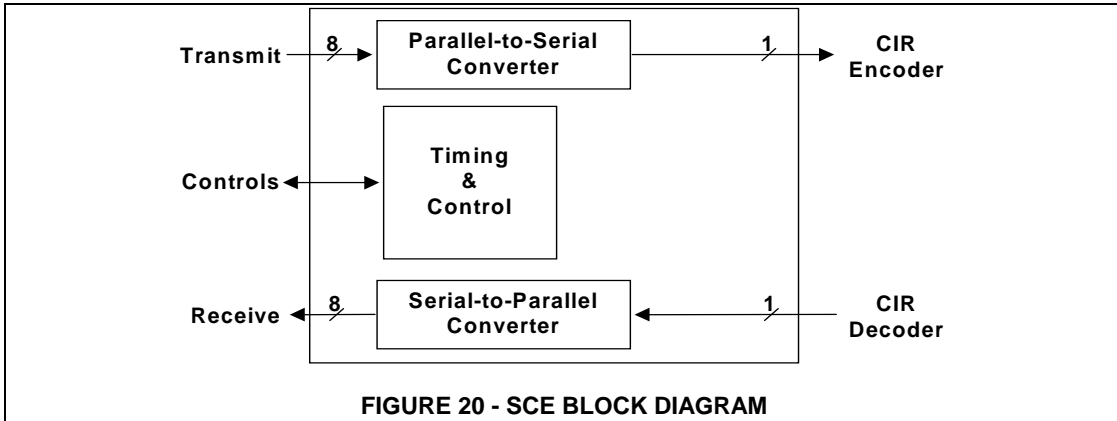 Transmit
8
Parallel-to-Serial
Converter
1
CIR
Encoder
Controls
Timing
&
Control
Receive
8
Serial-to-Parallel
Converter
1
CIR
Decoder
FIGURE 20 - SCE BLOCK DIAGRAM